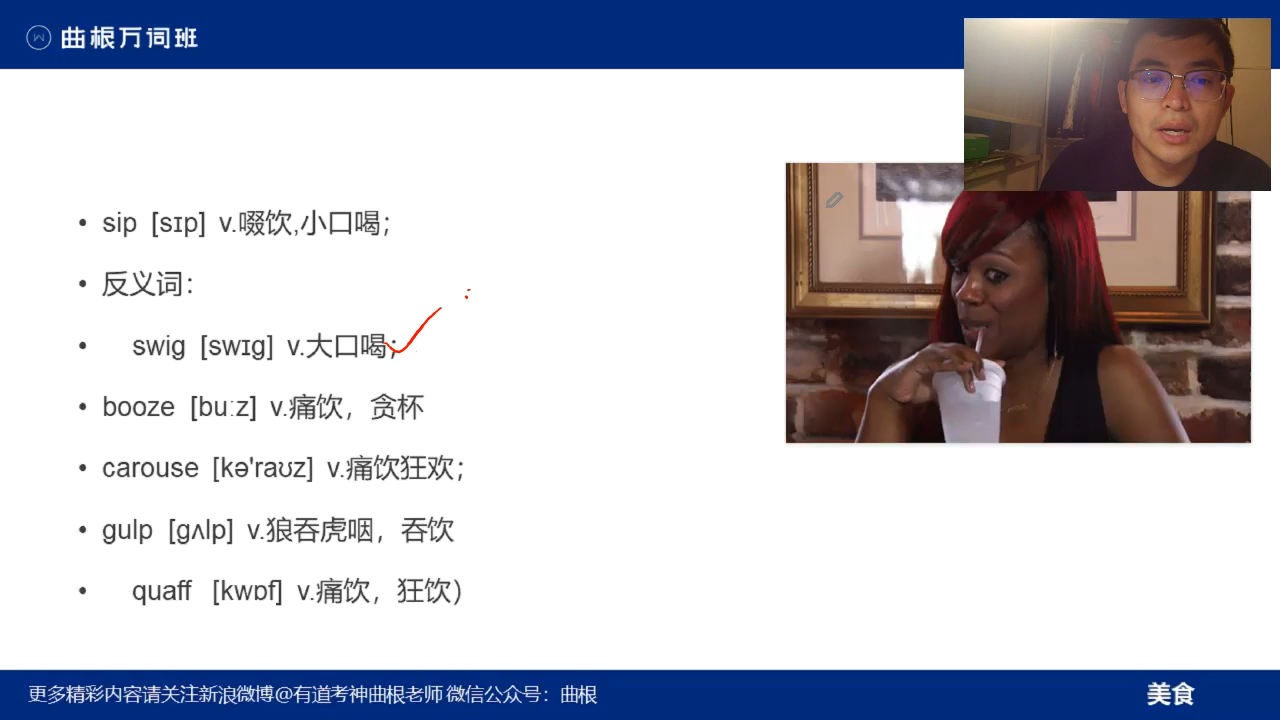 曲根万词班
sip [sɪp] v.啜饮,小口喝；
反义词：
swig [swɪg] v.大口喝；
booze [buːz] v.痛饮，贪杯
carouse [kə'raʊz] v.痛饮狂欢；
gulp [gʌlp] v.狼吞虎咽，吞饮
quaff [kwɒf] v.痛饮，狂饮）
更多精彩内容请关注新浪微博@有道考神曲根老师 微信公众号：曲根
美食